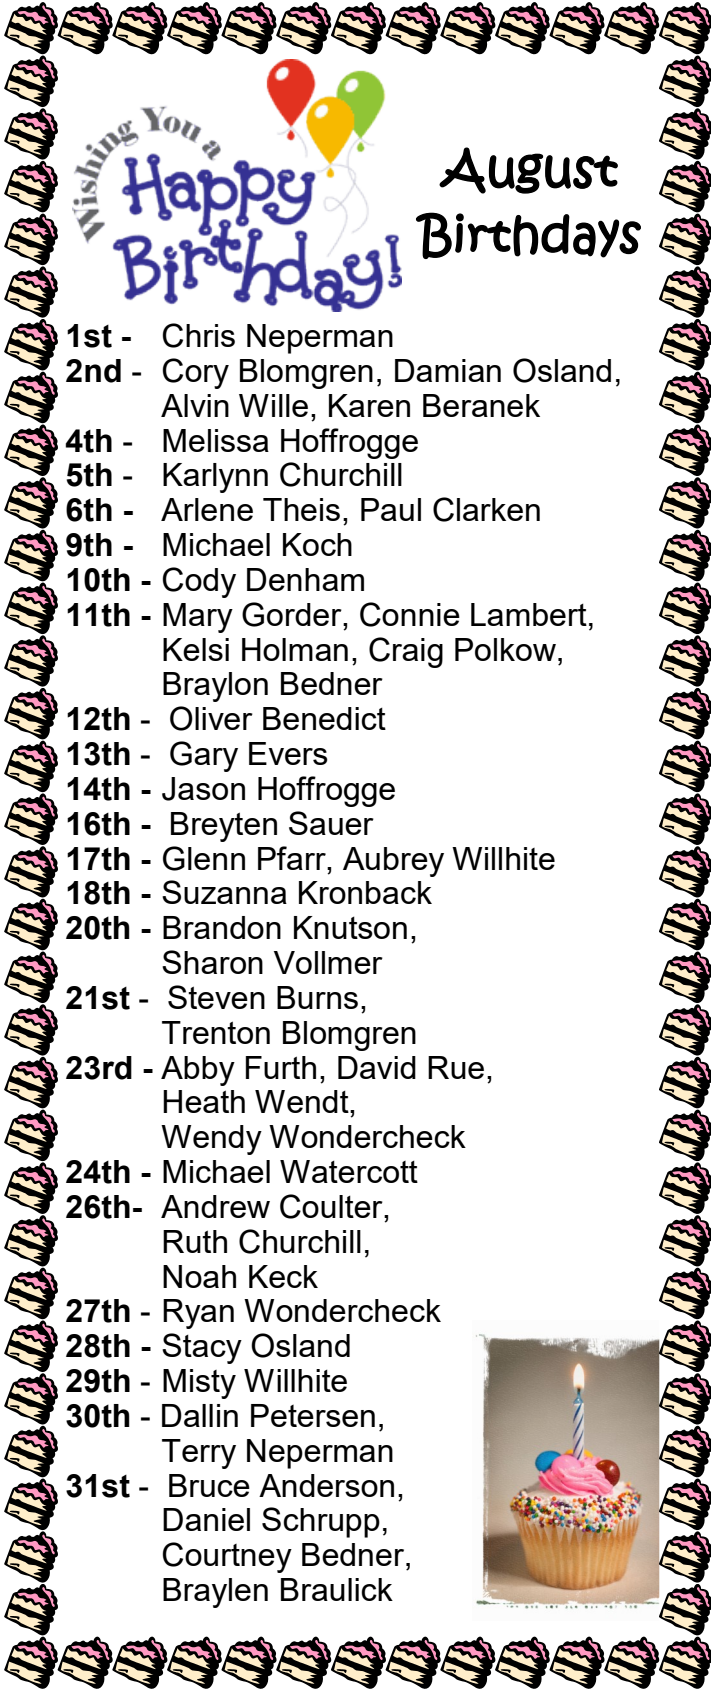 Wishing You a
Happy
Birthday!
August
Birthdays
1st - Chris Neperman
2nd - Cory Blomgren, Damian Osland,
Alvin Wille, Karen Beranek
4th - Melissa Hoffrogge
5th - Karlynn Churchill
6th - Arlene Theis, Paul Clarken
9th - Michael Koch
10th - Cody Denham
11th - Mary Gorder, Connie Lambert,
Kelsi Holman, Craig Polkow,
Braylon Bedner
12th - Oliver Benedict
13th - Gary Evers
14th - Jason Hoffrogge
16th - Breyten Sauer
17th - Glenn Pfarr, Aubrey Willhite
18th - Suzanna Kronback
20th - Brandon Knutson,
Sharon Vollmer
21st - Steven Burns,
Trenton Blomgren
23rd - Abby Furth, David Rue,
Heath Wendt,
Wendy Wondercheck
24th - Michael Watercott
26th- Andrew Coulter,
Ruth Churchill,
Noah Keck
27th - Ryan Wondercheck
28th - Stacy Osland
29th - Misty Willhite
30th - Dallin Petersen,
Terry Neperman
31st - Bruce Anderson,
Daniel Schrupp,
Courtney Bedner,
Braylen Braulick